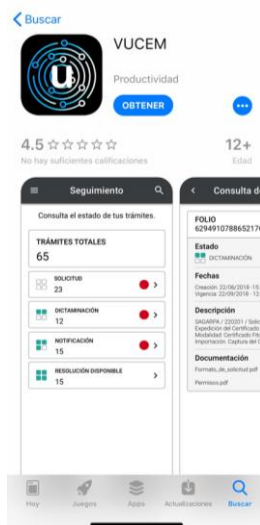 Buscar
u
VUCEM
Productividad
OBTENER
4.5
12+
No hay suficientes calificaciones
Edad
Seguimiento
Consulta el estado de tus trámites.
TRÁMITES TOTALES
65
SOLICITUD
23
DICTAMINACIÓN
12
NOTIFICACIÓN
15
RESOLUCIÓN DISPONIBLE
15
Consulta de
FOLIO
Estado
DICTAMINACIÓN
Fechas
Descripción
Documentación
Formato_de_solicitud.pdf
Permisos.pdf
Hoy
Juegos
Apps
Actualizaciones
Buscar